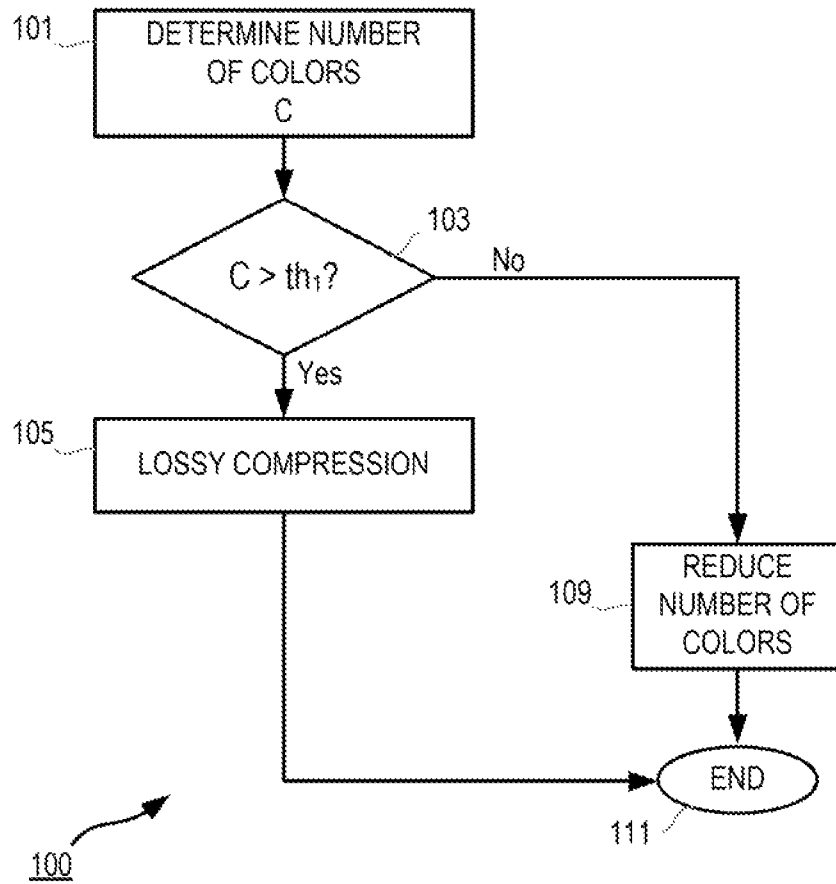 101
DETERMINE NUMBER
OF COLORS
C
103
C > th₁?
No
Yes
105
LOSSY COMPRESSION
109
REDUCE
NUMBER OF
COLORS
END
111
100